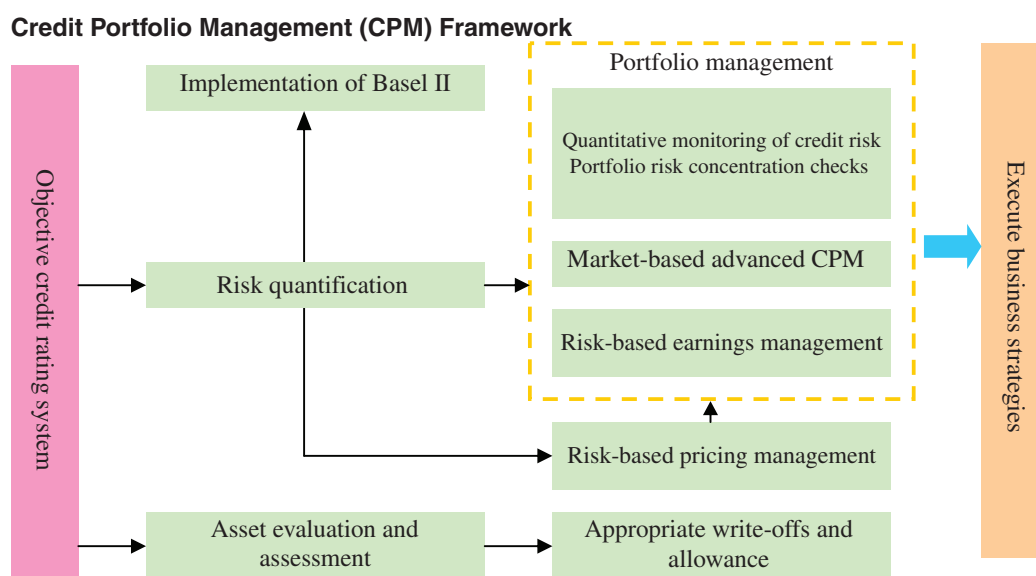 Credit Portfolio Management (CPM) Framework
Objective credit rating system
Implementation of Basel II
Risk quantification
Asset evaluation and
assessment
Portfolio management
Quantitative monitoring of credit risk
Portfolio risk concentration checks
Market-based advanced CPM
Risk-based earnings management
Risk-based pricing management
Appropriate write-offs and
allowance
Execute business strategies